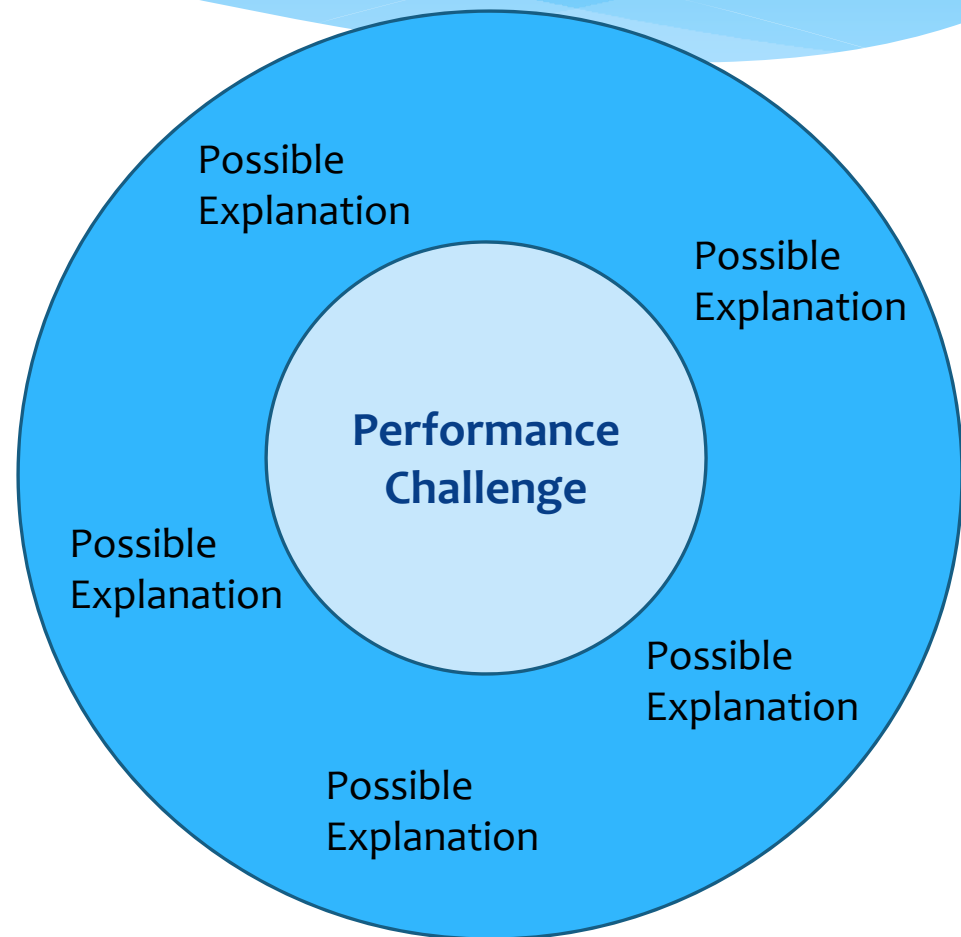 Possible
Explanation
Possible
Explanation
Performance
Challenge
Possible
Explanation
Possible
Explanation
Possible
Explanation